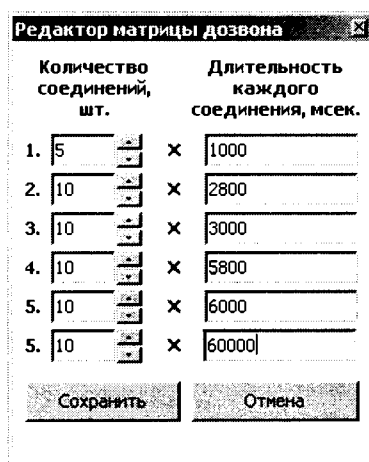 Редактор матрицы дозвона
Количество соединений, шт.
Длительность каждого соединения, мсек.
1. 5 × 1000
2. 10 × 2800
3. 10 × 3000
4. 10 × 5800
5. 10 × 6000
5. 10 × 60000
Сохранить Отмена